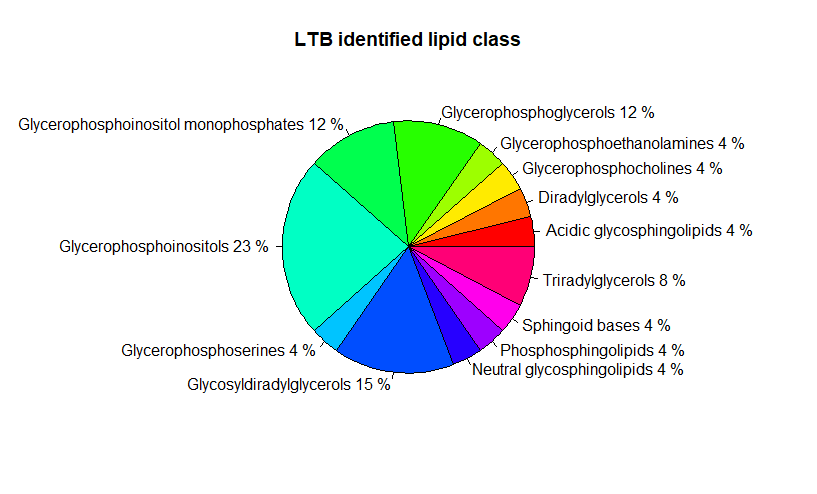 LTB identified lipid class
Glycerophosphoglycerols 12 %
Glycerophosphoinositol monophosphates 12 %
Glycerophosphoethanolamines 4 %
Glycerophosphocholines 4 %
Diradylglycerols 4 %
Acidic glycosphingolipids 4 %
Glycerophosphoinositols 23 %
Triradylglycerols 8 %
Sphingoid bases 4 %
Glycerophosphoserines 4 %
Phosphosphingolipids 4 %
Neutral glycosphingolipids 4 %
Glycosyldiradylglycerols 15 %